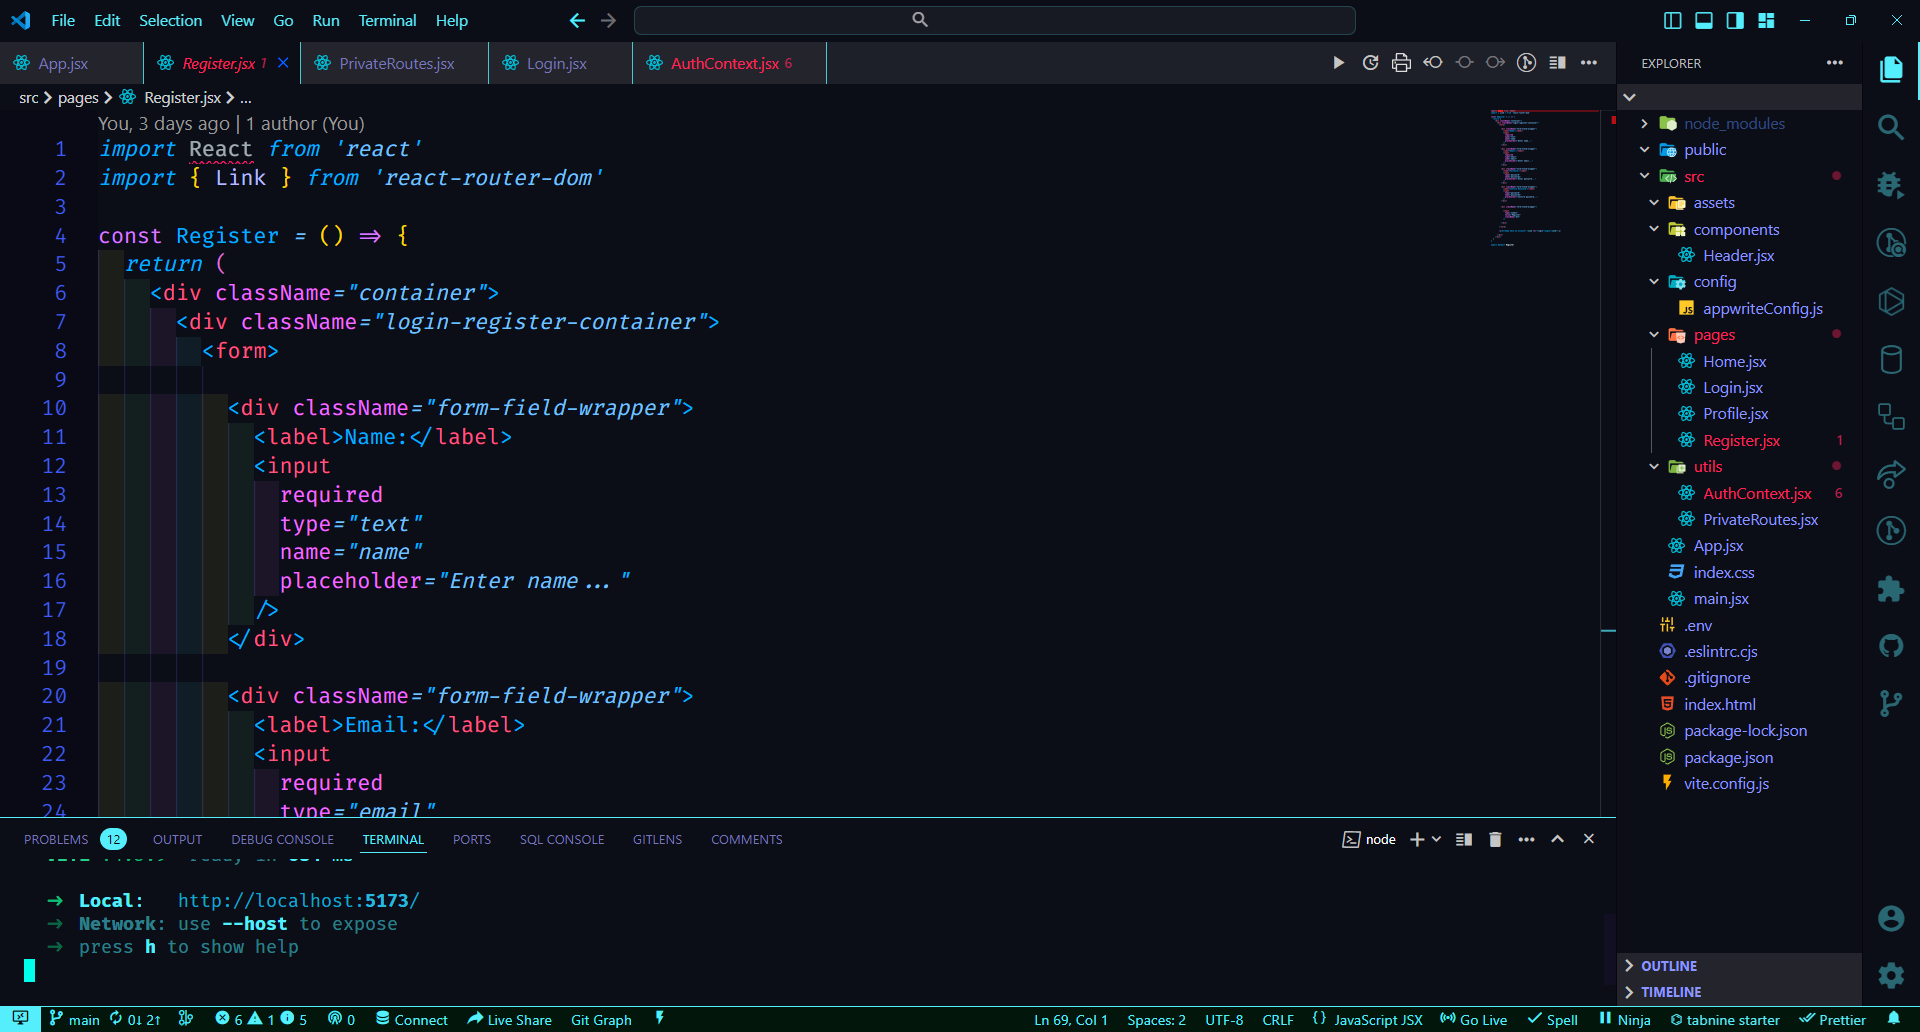 File Edit Selection View Go Run Terminal Help
App.jsx Register.jsx 1 PrivateRoutes.jsx Login.jsx AuthContext.jsx 6
src pages Register.jsx ...
You, 3 days ago | 1 author (You)
1 import React from 'react'
2 import { Link } from 'react-router-dom'
3
4 const Register = () => {
5 return (
6 <div className="container">
7 <div className="login-register-container">
8 <form>
9
10 <div className="form-field-wrapper">
11 <label>Name:</label>
12 <input
13 required
14 type="text"
15 name="name"
16 placeholder="Enter name..."
17 />
18 </div>
19
20 <div className="form-field-wrapper">
21 <label>Email:</label>
22 <input
23 required
24 type="email"
EXPLORER
node_modules
public
src
assets
components
Header.jsx
config
appwriteConfig.js
pages
Home.jsx
Login.jsx
Profile.jsx
Register.jsx 1
utils
AuthContext.jsx 6
PrivateRoutes.jsx
App.jsx
index.css
main.jsx
.env
.eslintrc.cjs
.gitignore
index.html
package-lock.json
package.json
vite.config.js
OUTLINE
TIMELINE
PROBLEMS 12 OUTPUT DEBUG CONSOLE TERMINAL PORTS SQL CONSOLE GITLENS COMMENTS node
➜ Local: http://localhost:5173/
➜ Network: use --host to expose
➜ press h to show help
main 0↓ 2↑ 6 1 5 0 Connect Live Share Git Graph Ln 69, Col 1 Spaces: 2 UTF-8 CRLF {} JavaScript JSX Go Live Spell Ninja tabnine starter Prettier